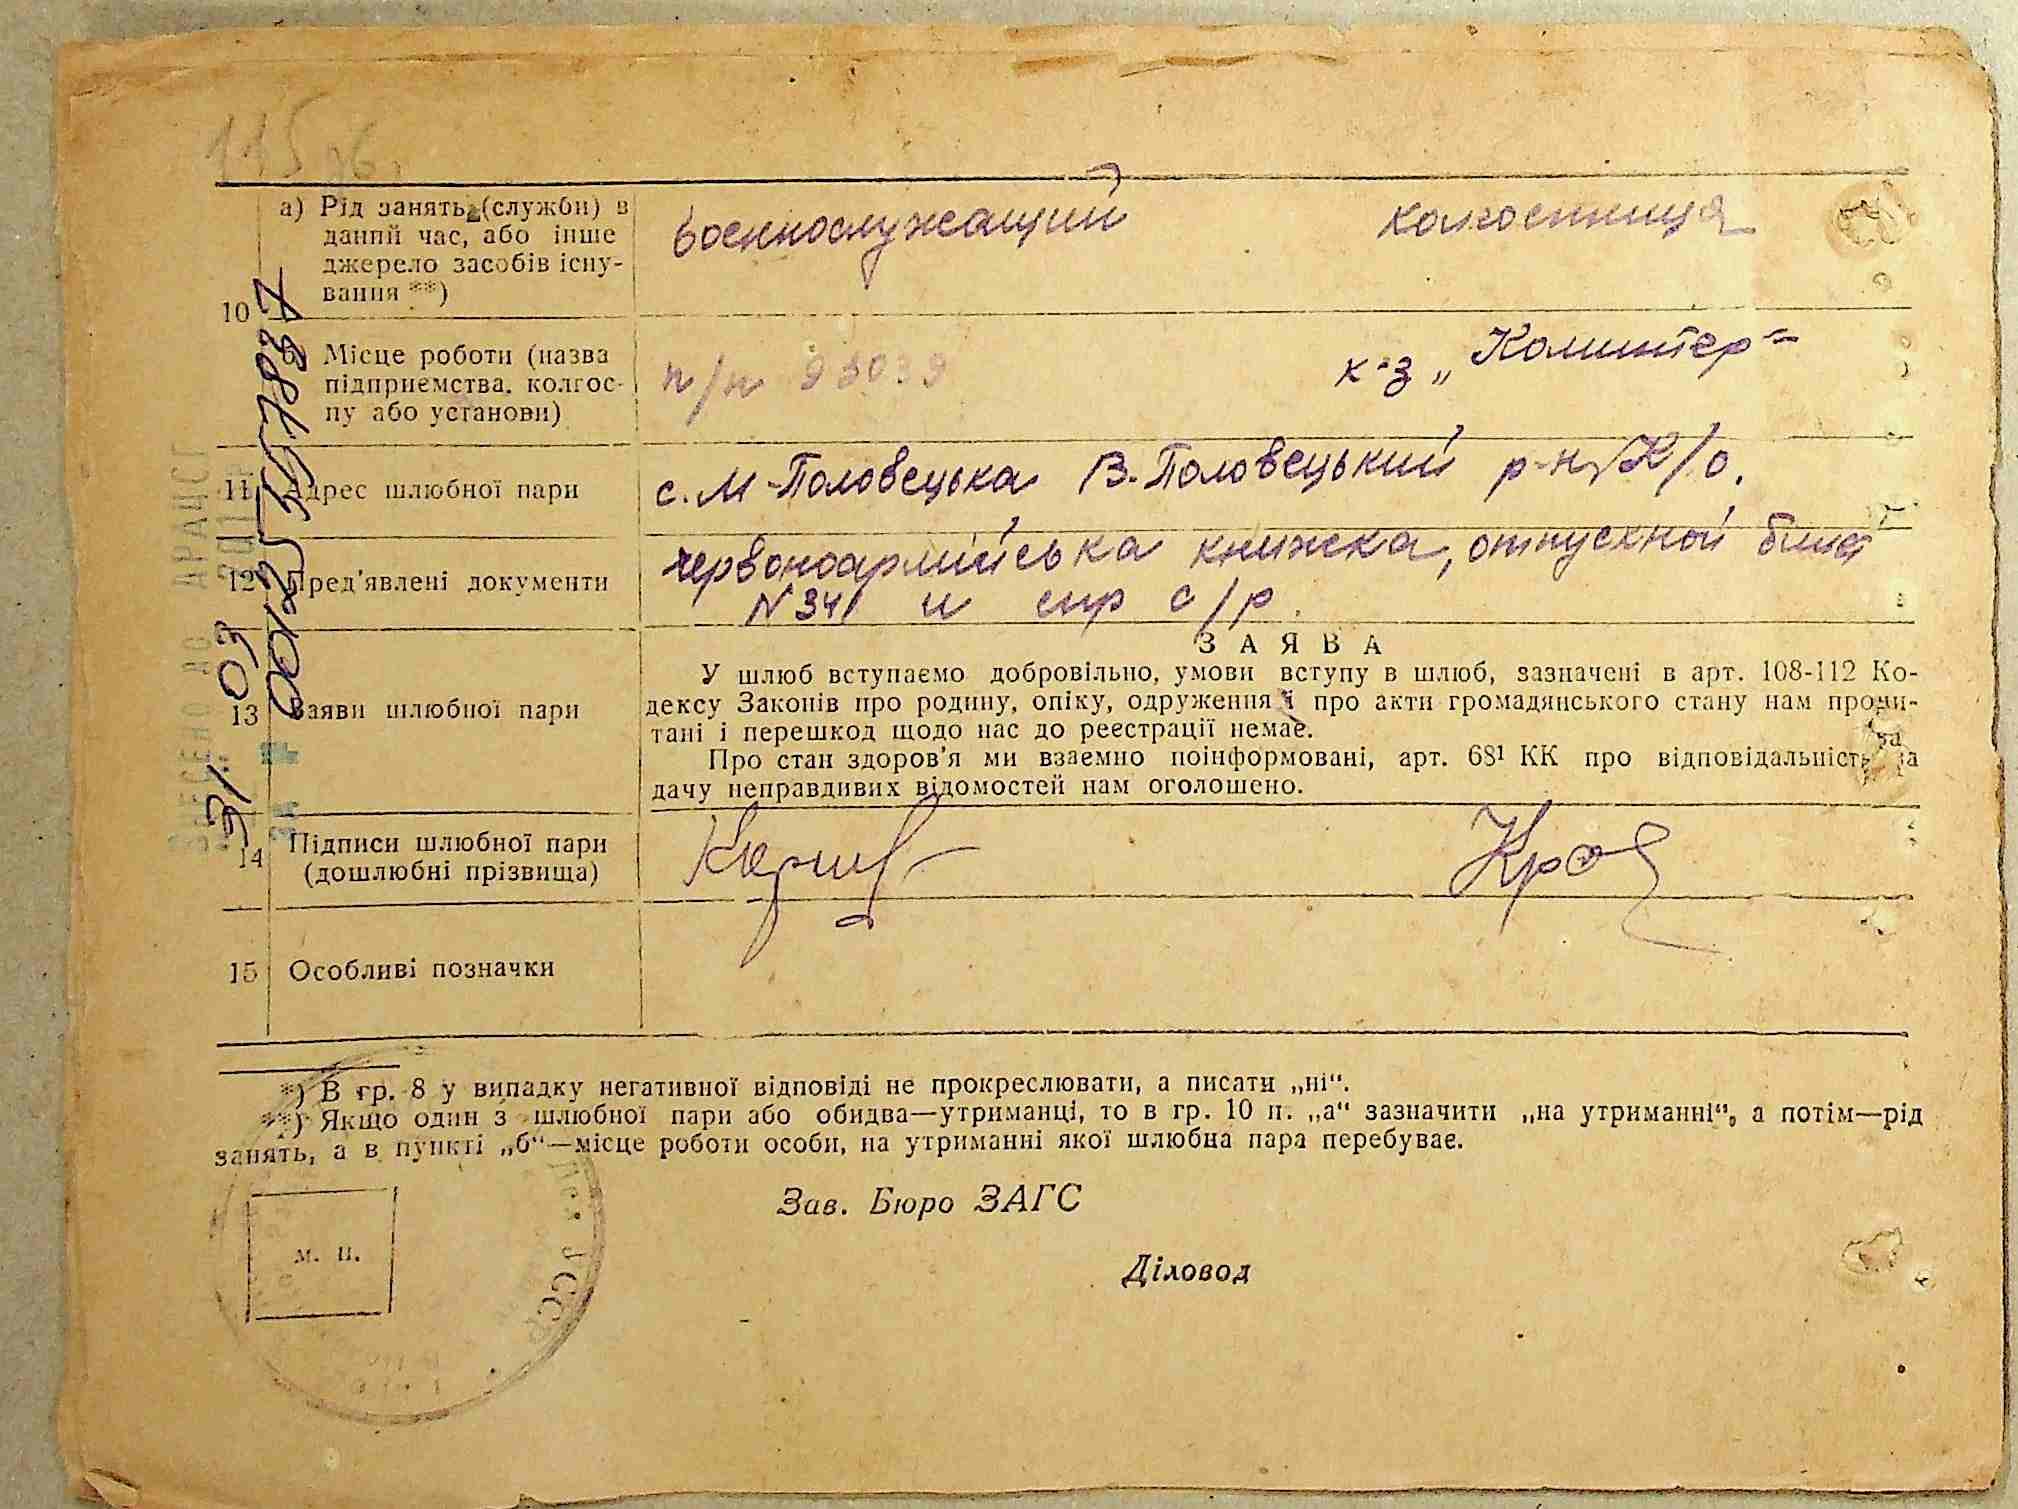 115
а) Рід занять (служби) в
даний час, або інше
джерело засобів існу-
вання **)
военнослужащий колгоспница
10
Місце роботи (назва
підприємства, колгос-
пу або установи)
п/п 93039 к-з „Комінтер"
11 Адрес шлюбної пари
с. М-Половецька В.Половецький р-н, К/о.
12 Пред'явлені документи
червоноармійська книжка, отпускной билет
N 341 и спр с/р.
13 Заяви шлюбної пари
ЗАЯВА
У шлюб вступаємо добровільно, умови вступу в шлюб, зазначені в арт. 108-112 Ко-
дексу Законів про родину, опіку, одруження і про акти громадянського стану нам прочи-
тані і перешкод щодо нас до реєстрації немає.
Про стан здоров'я ми взаємно поінформовані, арт. 68¹ КК про відповідальність за
дачу неправдивих відомостей нам оголошено.
14 Підписи шлюбної пари
(дошлюбні прізвища)
15 Особливі позначки
*) В гр. 8 у випадку негативної відповіді не прокреслювати, а писати „ні".
**) Якщо один з шлюбної пари або обидва—утриманці, то в гр. 10 п. „а" зазначити „на утриманні", а потім—рід
занять, а в пункті „б"—місце роботи особи, на утриманні якої шлюбна пара перебуває.
Зав. Бюро ЗАГС
м. п.
Діловод
УССР
31 03